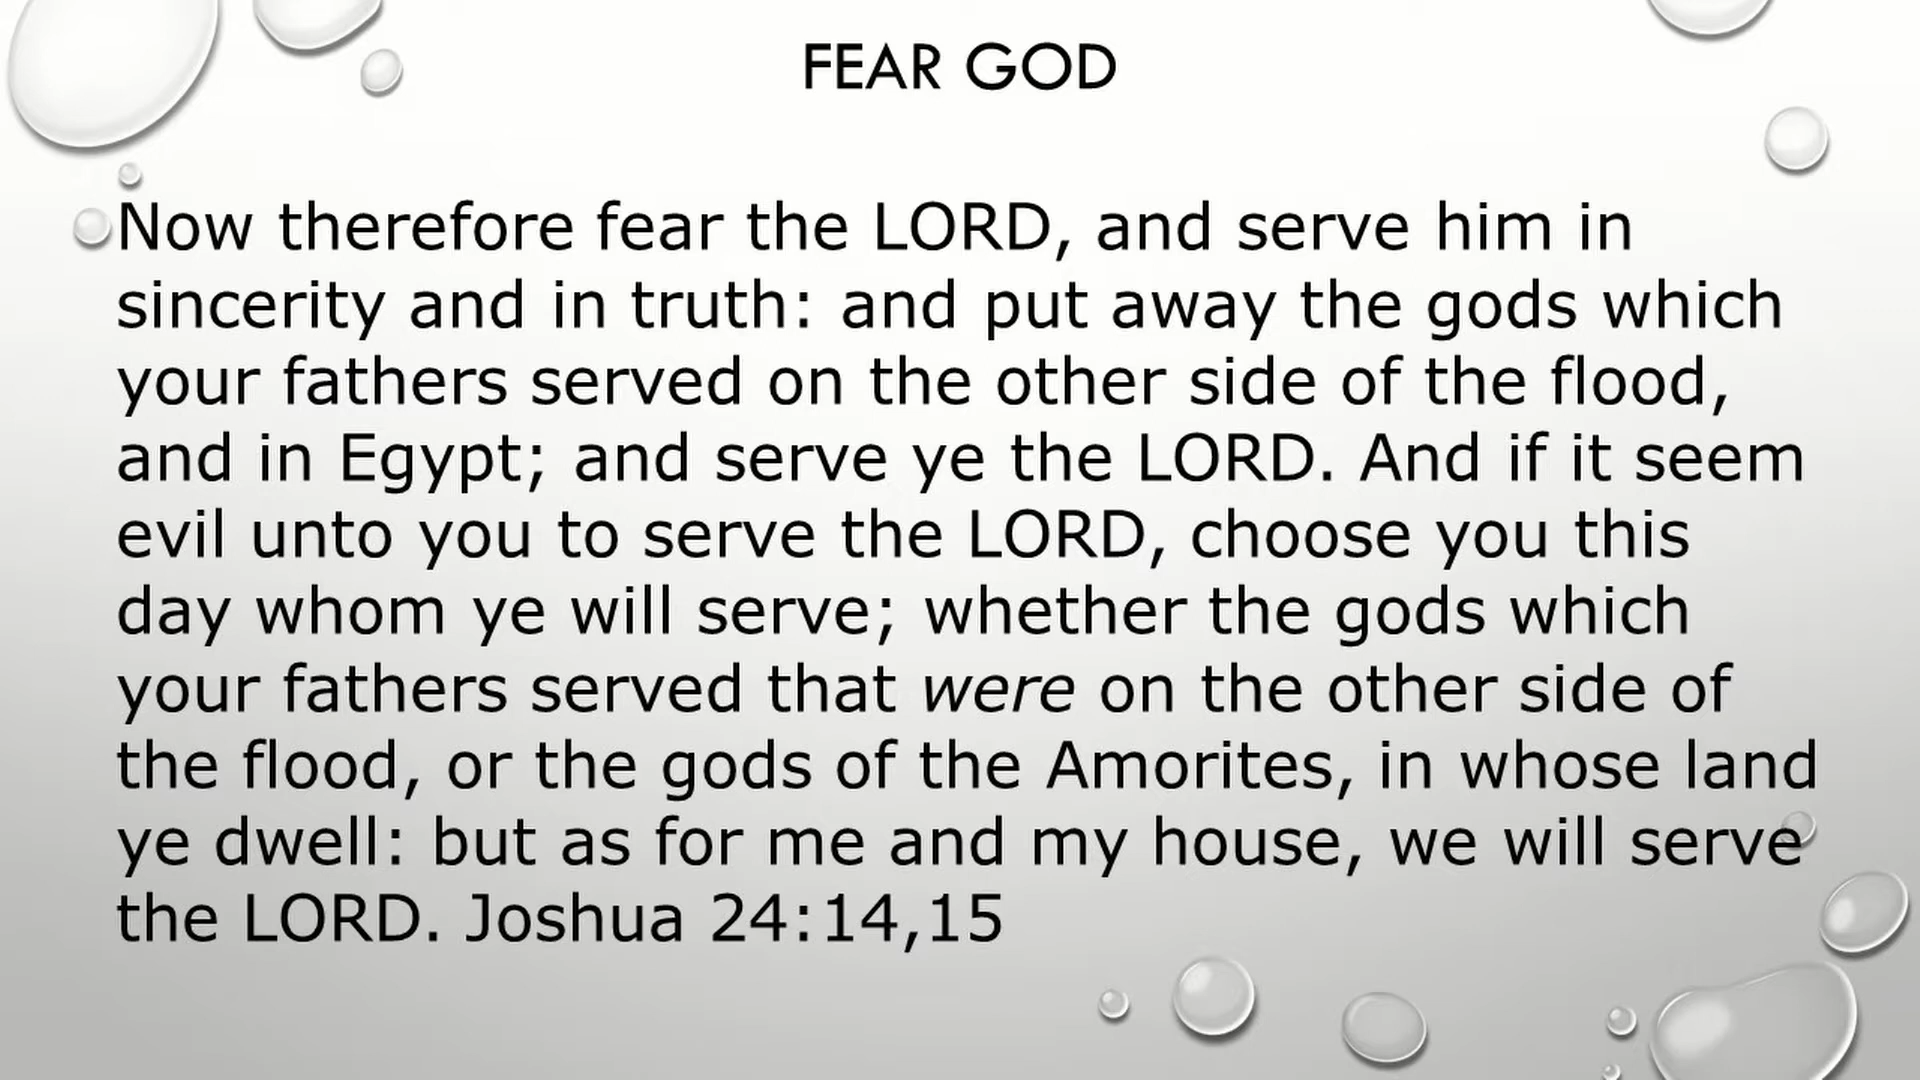 FEAR GOD
Now therefore fear the LORD, and serve him in
sincerity and in truth: and put away the gods which
your fathers served on the other side of the flood,
and in Egypt; and serve ye the LORD. And if it seem
evil unto you to serve the LORD, choose you this
day whom ye will serve; whether the gods which
your fathers served that were on the other side of
the flood, or the gods of the Amorites, in whose land
ye dwell: but as for me and my house, we will serve
the LORD. Joshua 24:14,15